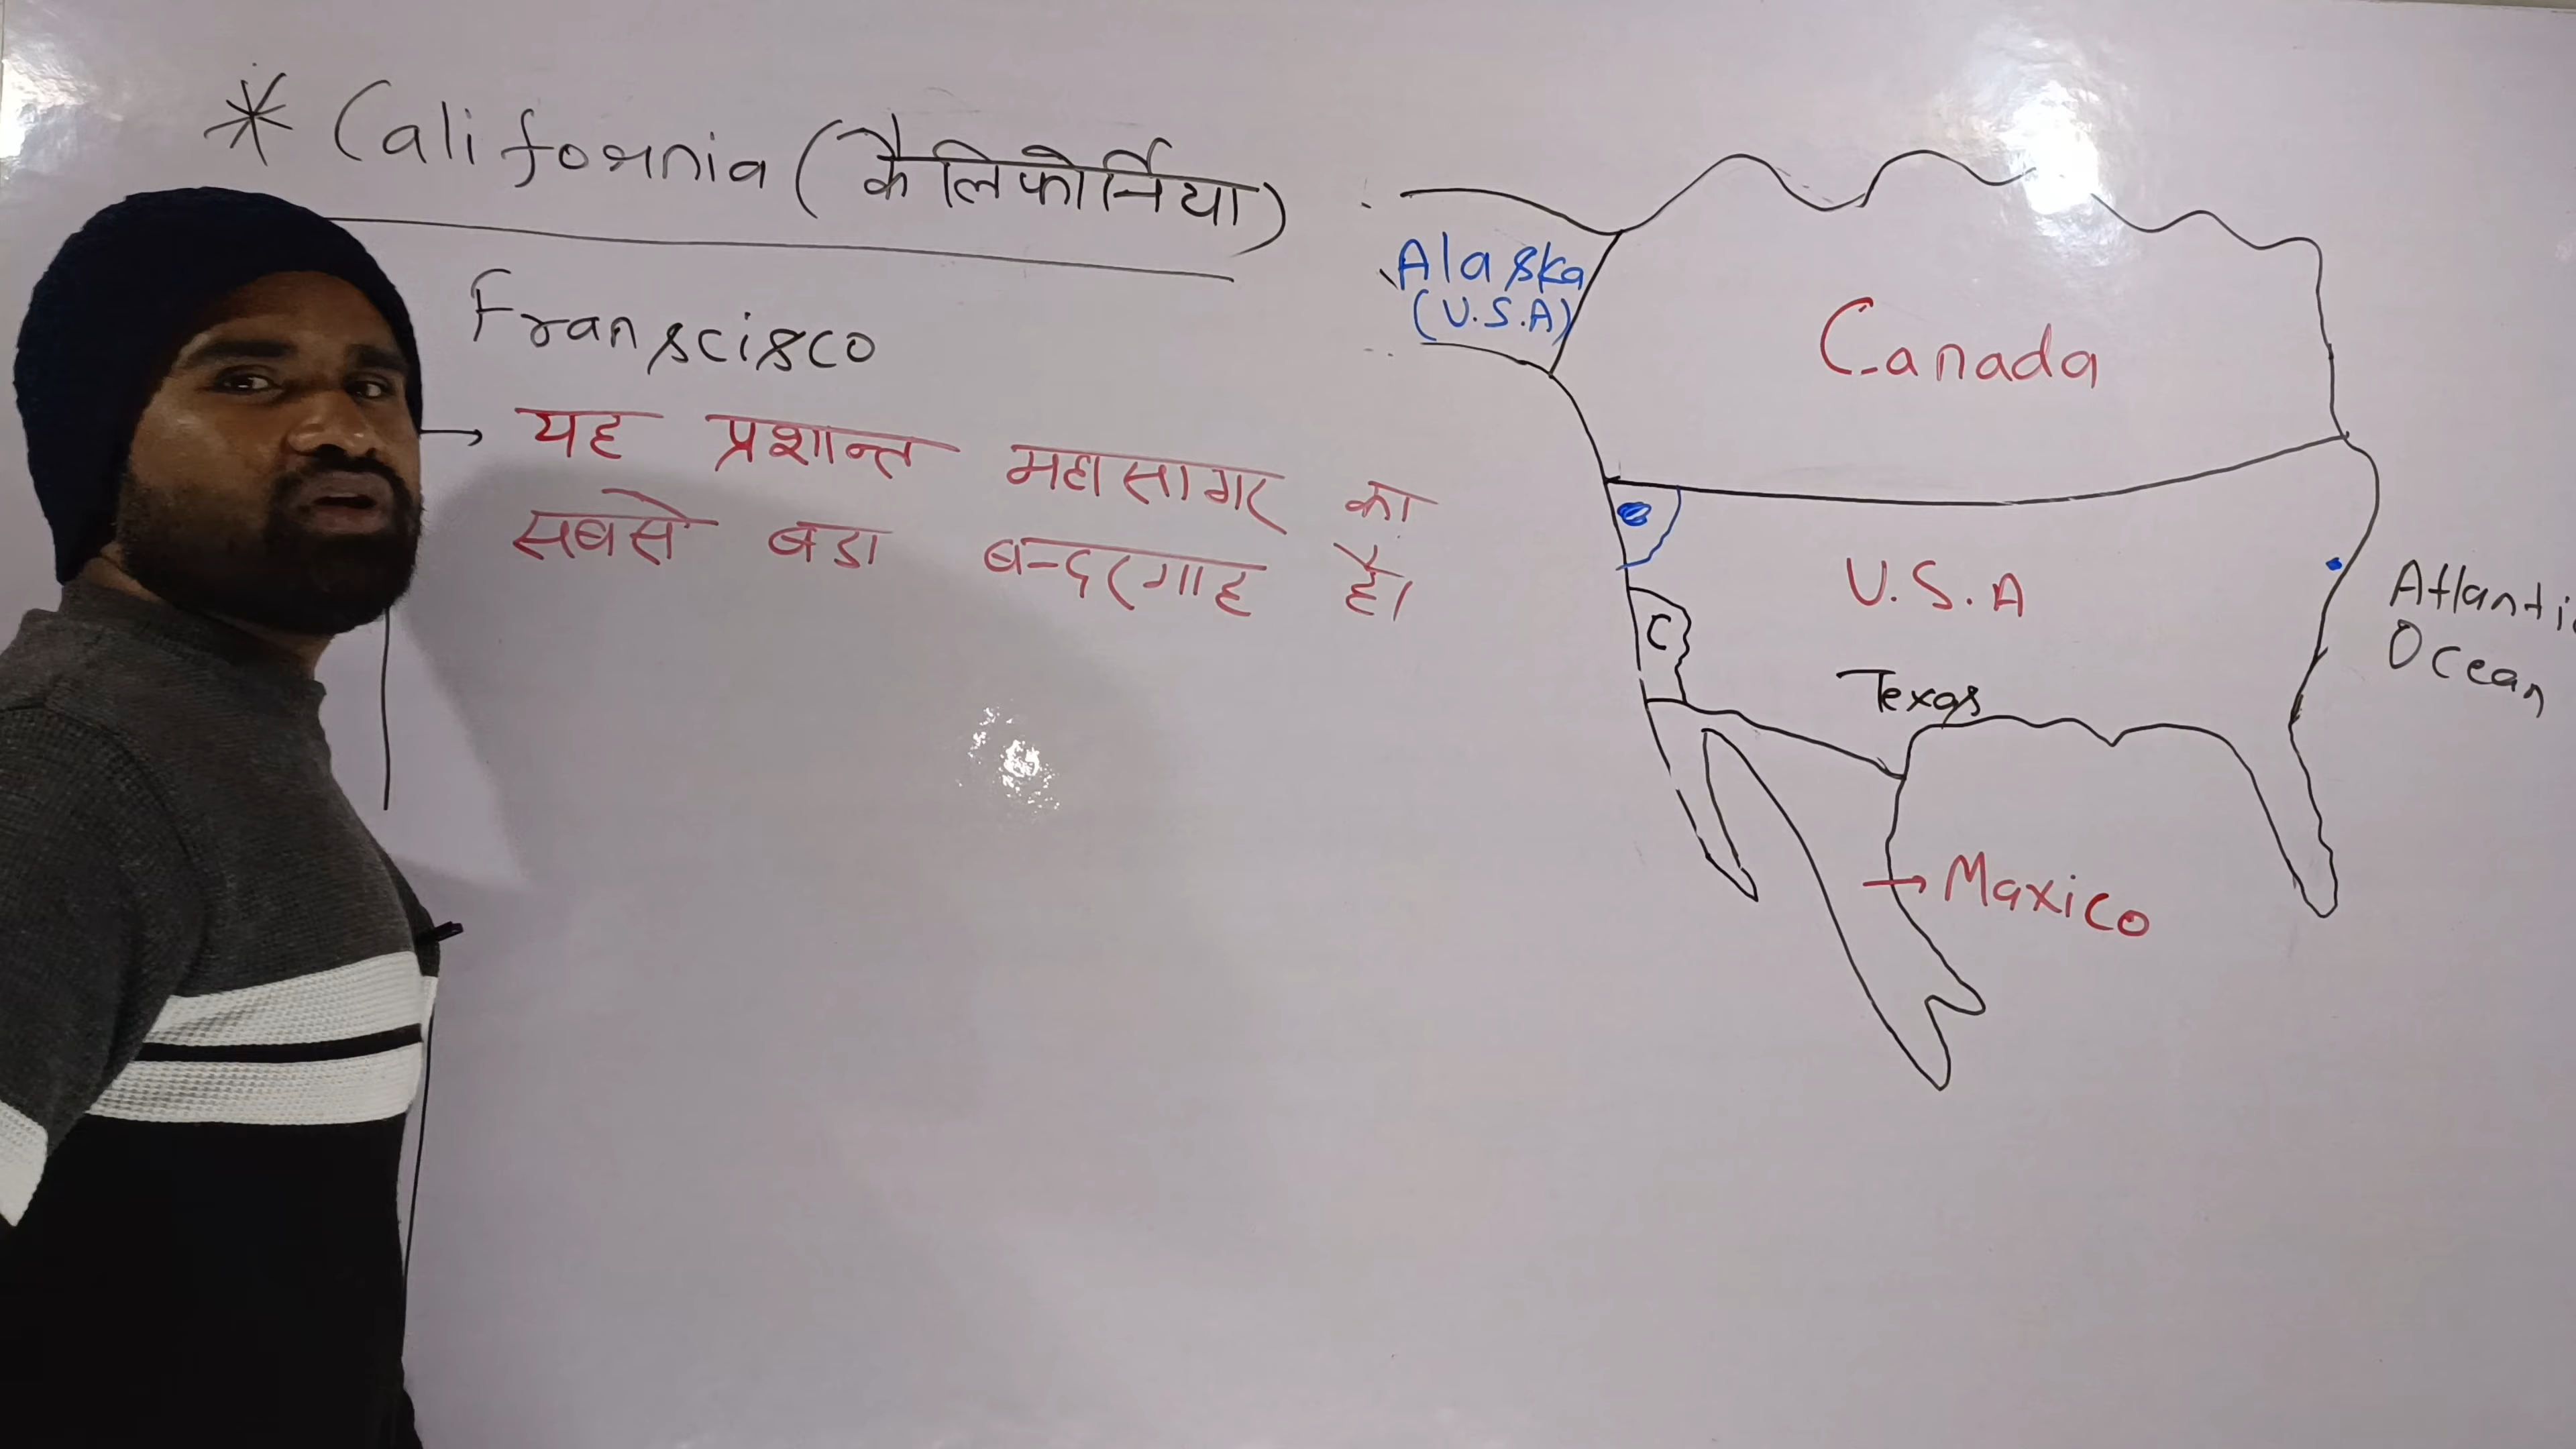 * California (कैलिफोर्निया)
Franscisco
→ यह प्रशान्त महासागर का
सबसे बडा बन्दरगाह है।
Alaska
(U.S.A)
Canada
U.S.A
C
Texas
→ Maxico
Atlanti
Ocean